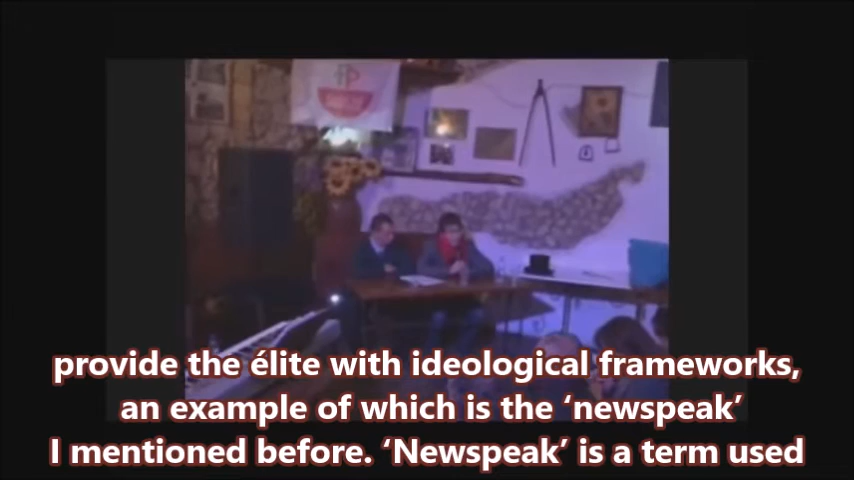 provide the élite with ideological frameworks,
an example of which is the ‘newspeak’
I mentioned before. ‘Newspeak’ is a term used